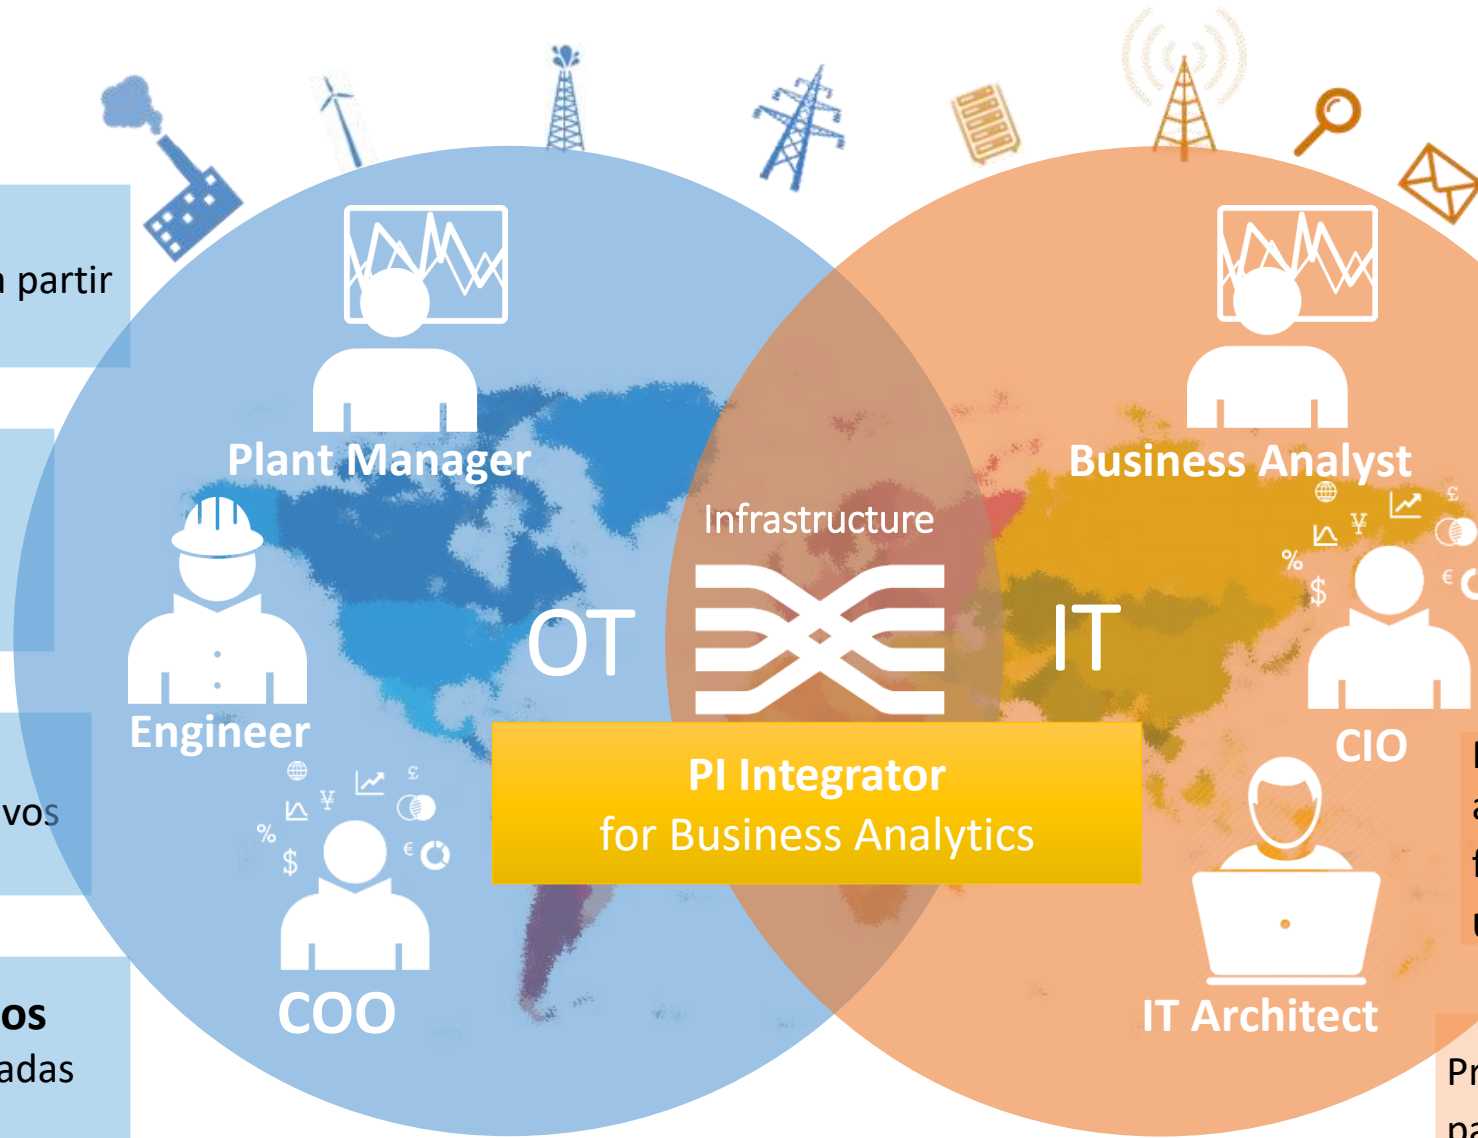 a partir
Plant Manager
Business Analyst
Infrastructure
OT
IT
Engineer
CIO
PI Integrator
for Business Analytics
vos
COO
IT Architect
os
adas
Pr
pa